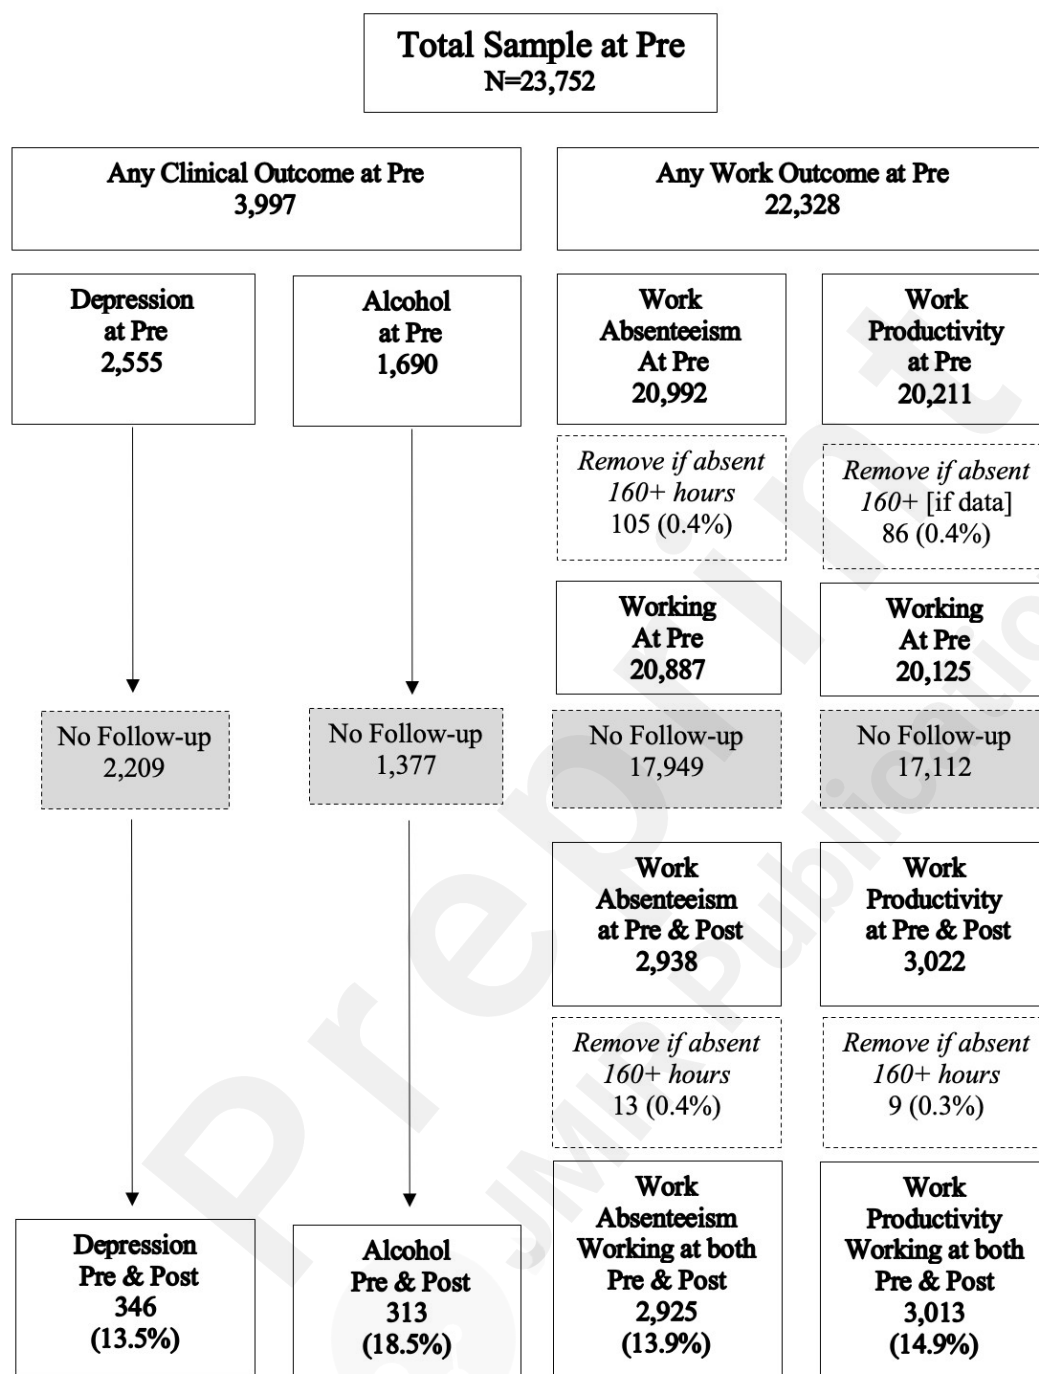 Total Sample at Pre
N=23,752
Any Clinical Outcome at Pre
3,997
Any Work Outcome at Pre
22,328
Depression
at Pre
2,555
Alcohol
at Pre
1,690
Work
Absenteeism
At Pre
20,992
Work
Productivity
at Pre
20,211
Remove if absent
160+ hours
105 (0.4%)
Remove if absent
160+ [if data]
86 (0.4%)
Working
At Pre
20,887
Working
At Pre
20,125
No Follow-up
2,209
No Follow-up
1,377
No Follow-up
17,949
No Follow-up
17,112
Work
Absenteeism
at Pre & Post
2,938
Work
Productivity
at Pre & Post
3,022
Remove if absent
160+ hours
13 (0.4%)
Remove if absent
160+ hours
9 (0.3%)
Depression
Pre & Post
346
(13.5%)
Alcohol
Pre & Post
313
(18.5%)
Work
Absenteeism
Working at both
Pre & Post
2,925
(13.9%)
Work
Productivity
Working at both
Pre & Post
3,013
(14.9%)
Preprint
JMIR Publicatio